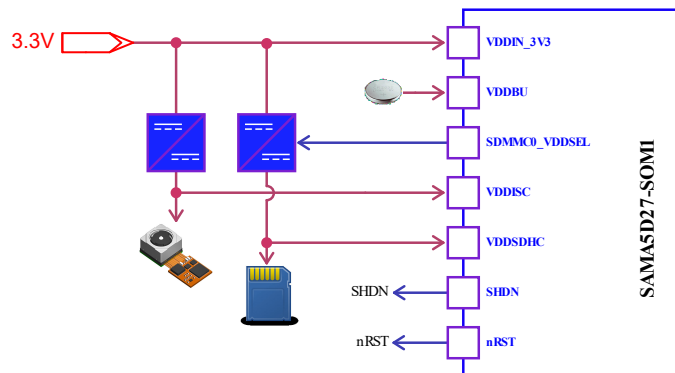 3.3V
VDDIN_3V3
VDDBU
SDMMC0_VDDSEL
VDDISC
VDDSDHC
SHDN
SHDN
nRST
nRST
SAMA5D27-SOM1